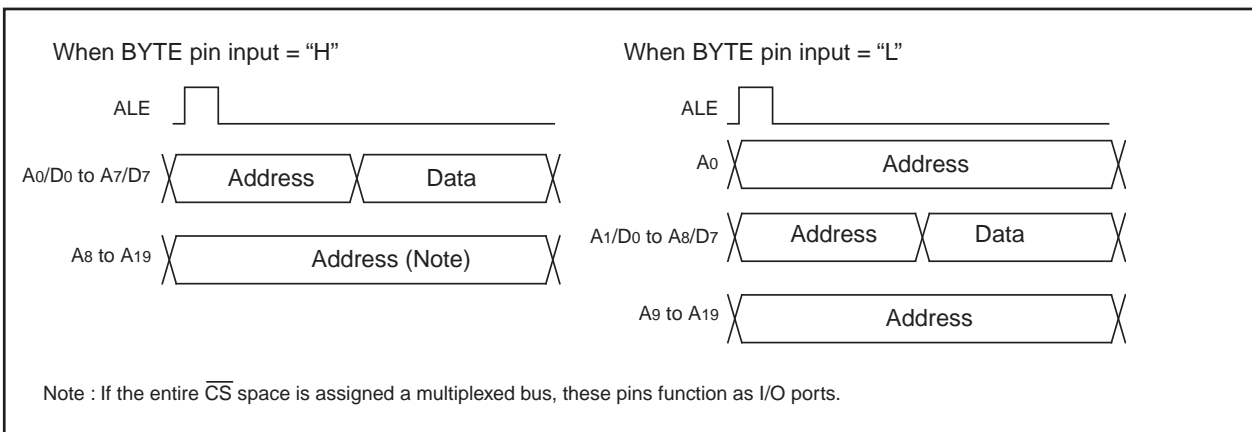 When BYTE pin input = “H”
ALE
A0/D0 to A7/D7
Address
Data
A8 to A19
Address (Note)
When BYTE pin input = “L”
ALE
A0
Address
A1/D0 to A8/D7
Address
Data
A9 to A19
Address
Note : If the entire C̅S̅ space is assigned a multiplexed bus, these pins function as I/O ports.